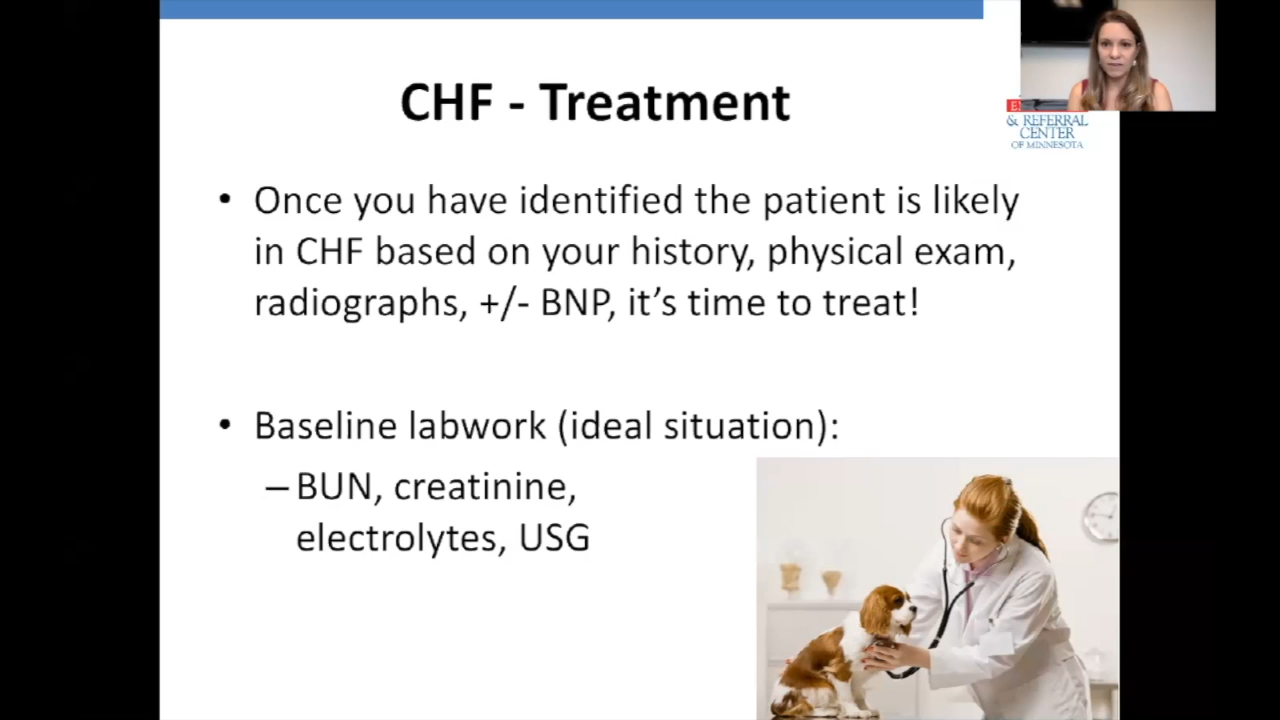 CHF - Treatment
& REFERRAL
CENTER
OF MINNESOTA
• Once you have identified the patient is likely
in CHF based on your history, physical exam,
radiographs, +/- BNP, it’s time to treat!
• Baseline labwork (ideal situation):
– BUN, creatinine,
electrolytes, USG